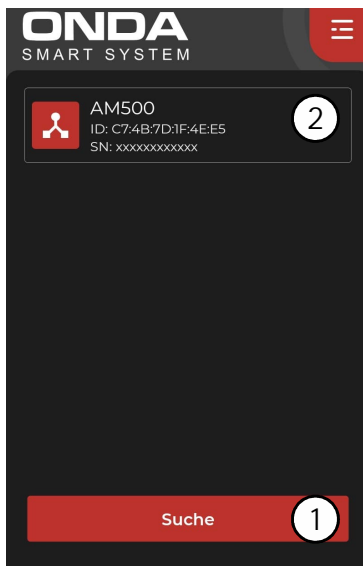 ONDA
SMART SYSTEM
AM500
ID: C7:4B:7D:1F:4E:E5
SN: xxxxxxxxxxxx
2
Suche
1